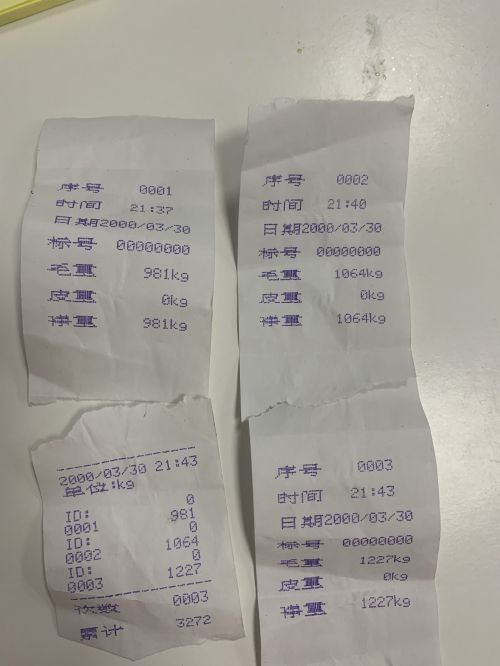 序号 0001
时间 21:37
日期2000/03/30
标号 00000000
毛重 981kg
皮重 0kg
净重 981kg
序号 0002
时间 21:40
日期2000/03/30
标号 00000000
毛重 1064kg
皮重 0kg
净重 1064kg
2000/03/30 21:43
单位:kg
ID: 0
0001 981
ID: 0
0002 1064
ID: 0
0003 1227
次数 0003
累计 3272
序号 0003
时间 21:43
日期2000/03/30
标号 00000000
毛重 1227kg
皮重 0kg
净重 1227kg